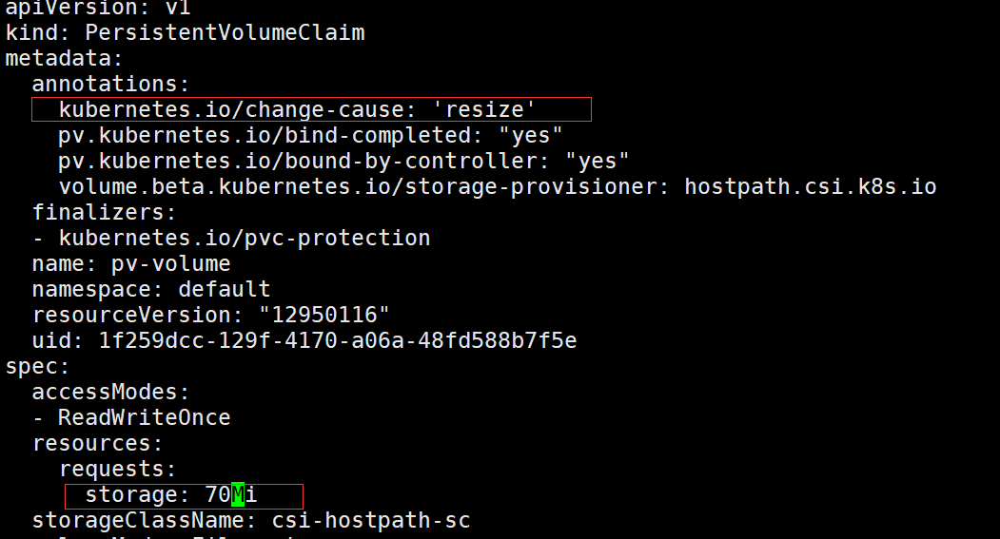 apiVersion: v1
kind: PersistentVolumeClaim
metadata:
  annotations:
    kubernetes.io/change-cause: 'resize'
    pv.kubernetes.io/bind-completed: "yes"
    pv.kubernetes.io/bound-by-controller: "yes"
    volume.beta.kubernetes.io/storage-provisioner: hostpath.csi.k8s.io
  finalizers:
  - kubernetes.io/pvc-protection
  name: pv-volume
  namespace: default
  resourceVersion: "12950116"
  uid: 1f259dcc-129f-4170-a06a-48fd588b7f5e
spec:
  accessModes:
  - ReadWriteOnce
  resources:
    requests:
      storage: 70Mi
  storageClassName: csi-hostpath-sc